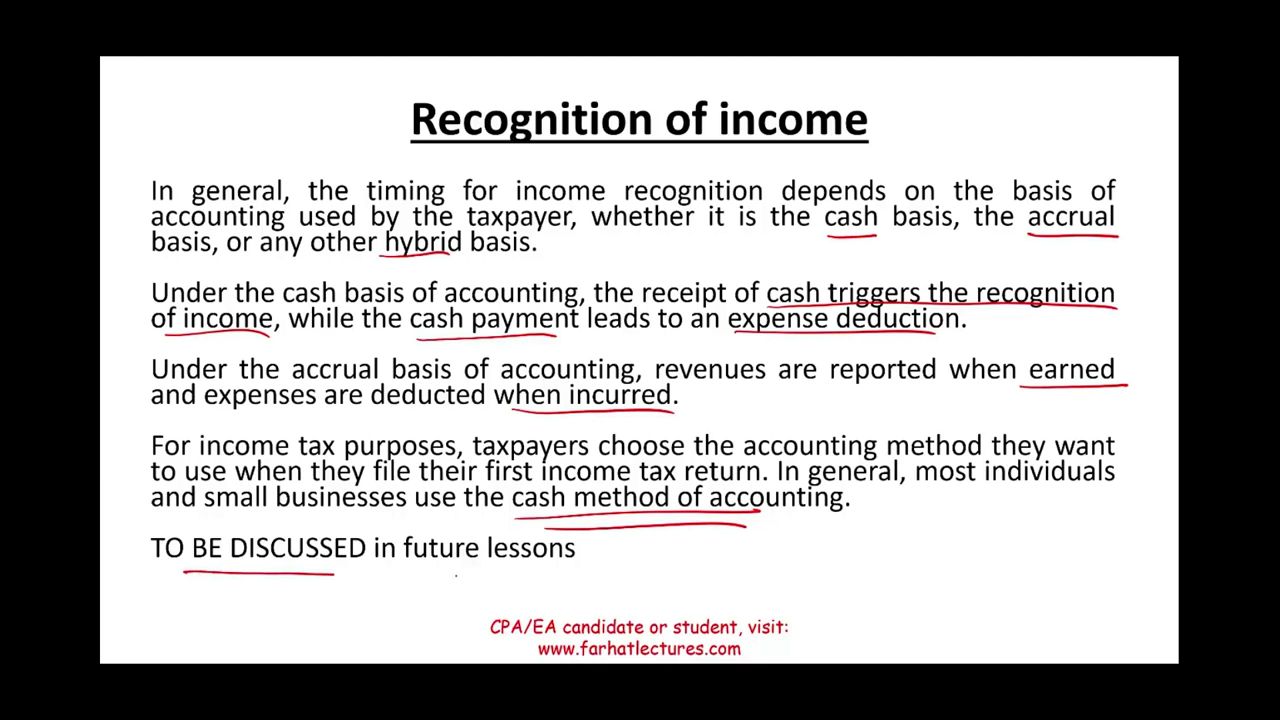 Recognition of income
In general, the timing for income recognition depends on the basis of
accounting used by the taxpayer, whether it is the cash basis, the accrual
basis, or any other hybrid basis.
Under the cash basis of accounting, the receipt of cash triggers the recognition
of income, while the cash payment leads to an expense deduction.
Under the accrual basis of accounting, revenues are reported when earned
and expenses are deducted when incurred.
For income tax purposes, taxpayers choose the accounting method they want
to use when they file their first income tax return. In general, most individuals
and small businesses use the cash method of accounting.
TO BE DISCUSSED in future lessons
CPA/EA candidate or student, visit:
www.farhatlectures.com